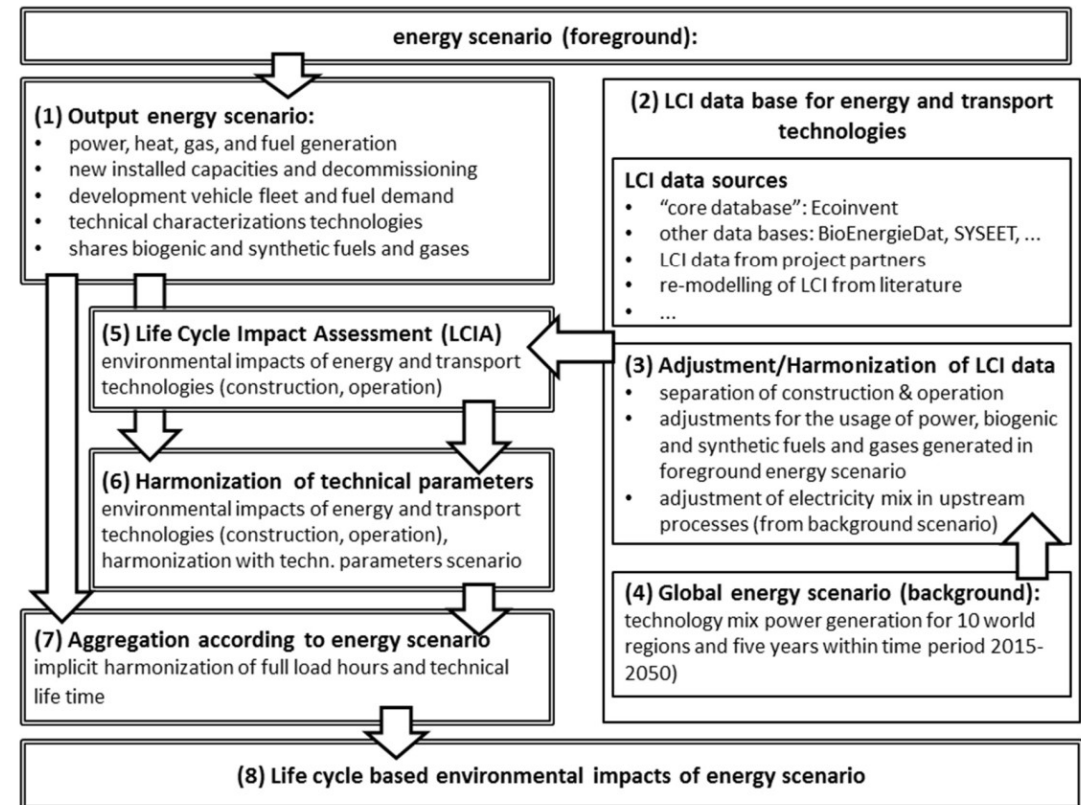 energy scenario (foreground):
(1) Output energy scenario:
• power, heat, gas, and fuel generation
• new installed capacities and decommissioning
• development vehicle fleet and fuel demand
• technical characterizations technologies
• shares biogenic and synthetic fuels and gases
(2) LCI data base for energy and transport
technologies
LCI data sources
• “core database”: Ecoinvent
• other data bases: BioEnergieDat, SYSEET, ...
• LCI data from project partners
• re-modelling of LCI from literature
• ...
(3) Adjustment/Harmonization of LCI data
• separation of construction & operation
• adjustments for the usage of power, biogenic
and synthetic fuels and gases generated in
foreground energy scenario
• adjustment of electricity mix in upstream
processes (from background scenario)
(4) Global energy scenario (background):
technology mix power generation for 10 world
regions and five years within time period 2015-
2050)
(5) Life Cycle Impact Assessment (LCIA)
environmental impacts of energy and transport
technologies (construction, operation)
(6) Harmonization of technical parameters
environmental impacts of energy and transport
technologies (construction, operation),
harmonization with techn. parameters scenario
(7) Aggregation according to energy scenario
implicit harmonization of full load hours and technical
life time
(8) Life cycle based environmental impacts of energy scenario